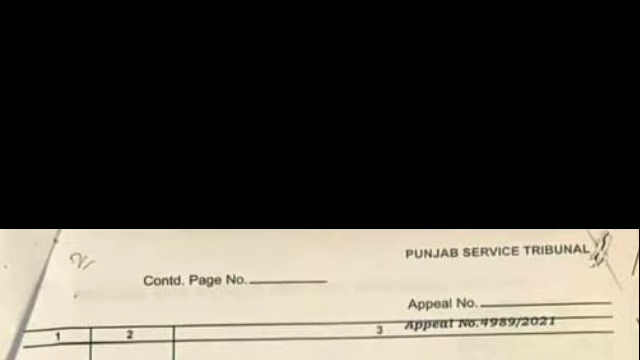 PUNJAB SERVICE TRIBUNAL
Contd. Page No.
Appeal No.
Appeal No.4989/2021
1 2 3